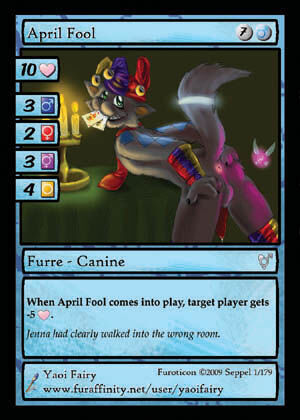 April Fool
7
10
3
2
3
4
Furre - Canine
When April Fool comes into play, target player gets
-5 .
Jenna had clearly walked into the wrong room.
Yaoi Fairy
Furoticon ©2009 Seppel 1/179
www.furaffinity.net/user/yaoifairy